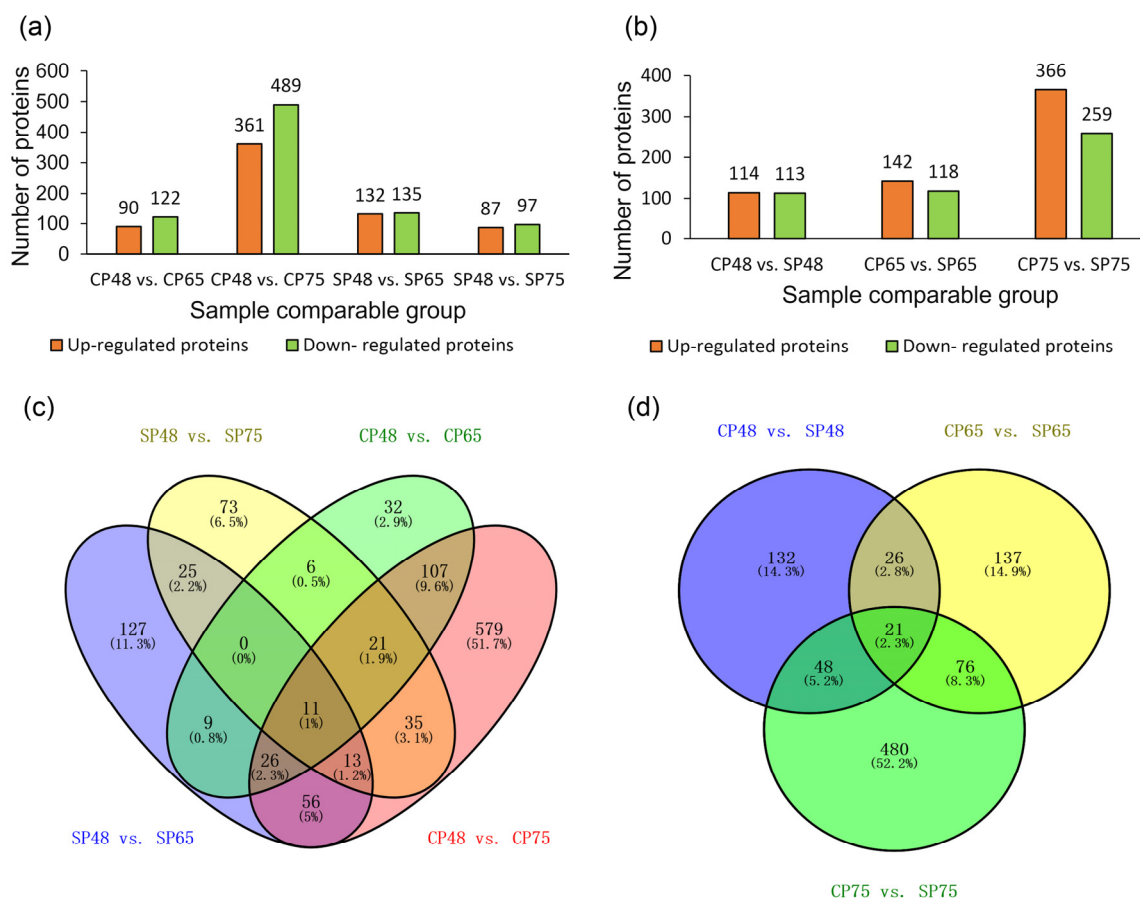 (a)
Number of proteins
600
500
400
300
200
100
0
90
122
361
489
132
135
87
97
CP48 vs. CP65
CP48 vs. CP75
SP48 vs. SP65
SP48 vs. SP75
Sample comparable group
Up-regulated proteins
Down- regulated proteins
(b)
Number of proteins
400
300
200
100
0
114
113
142
118
366
259
CP48 vs. SP48
CP65 vs. SP65
CP75 vs. SP75
Sample comparable group
Up-regulated proteins
Down- regulated proteins
(c)
SP48 vs. SP75
CP48 vs. CP65
73
(6.5%)
32
(2.9%)
25
(2.2%)
6
(0.5%)
107
(9.6%)
127
(11.3%)
0
(0%)
21
(1.9%)
579
(51.7%)
9
(0.8%)
11
(1%)
35
(3.1%)
26
(2.3%)
13
(1.2%)
56
(5%)
SP48 vs. SP65
CP48 vs. CP75
(d)
CP48 vs. SP48
CP65 vs. SP65
132
(14.3%)
26
(2.8%)
137
(14.9%)
21
(2.3%)
48
(5.2%)
76
(8.3%)
480
(52.2%)
CP75 vs. SP75